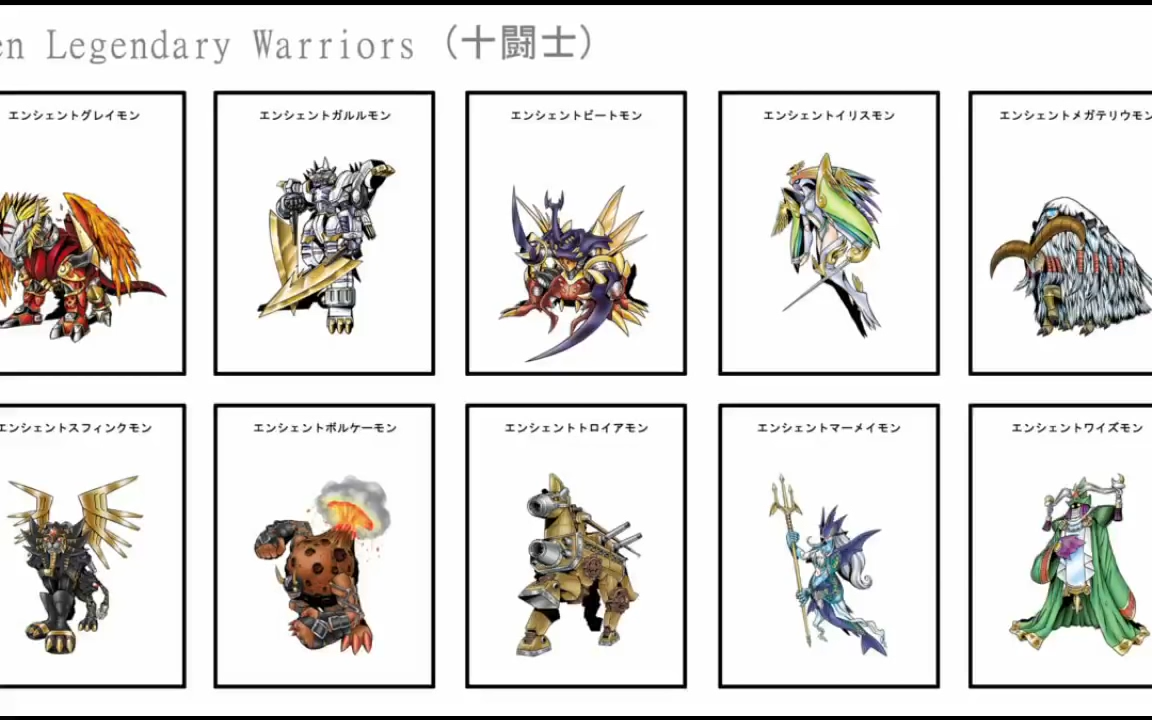 en Legendary Warriors (十闘士)
エンシェントグレイモン
エンシェントガルルモン
エンシェントビートモン
エンシェントイリスモン
エンシェントメガテリウモン
エンシェントスフィンクモン
エンシェントボルケーモン
エンシェントトロイアモン
エンシェントマーメイモン
エンシェントワイズモン